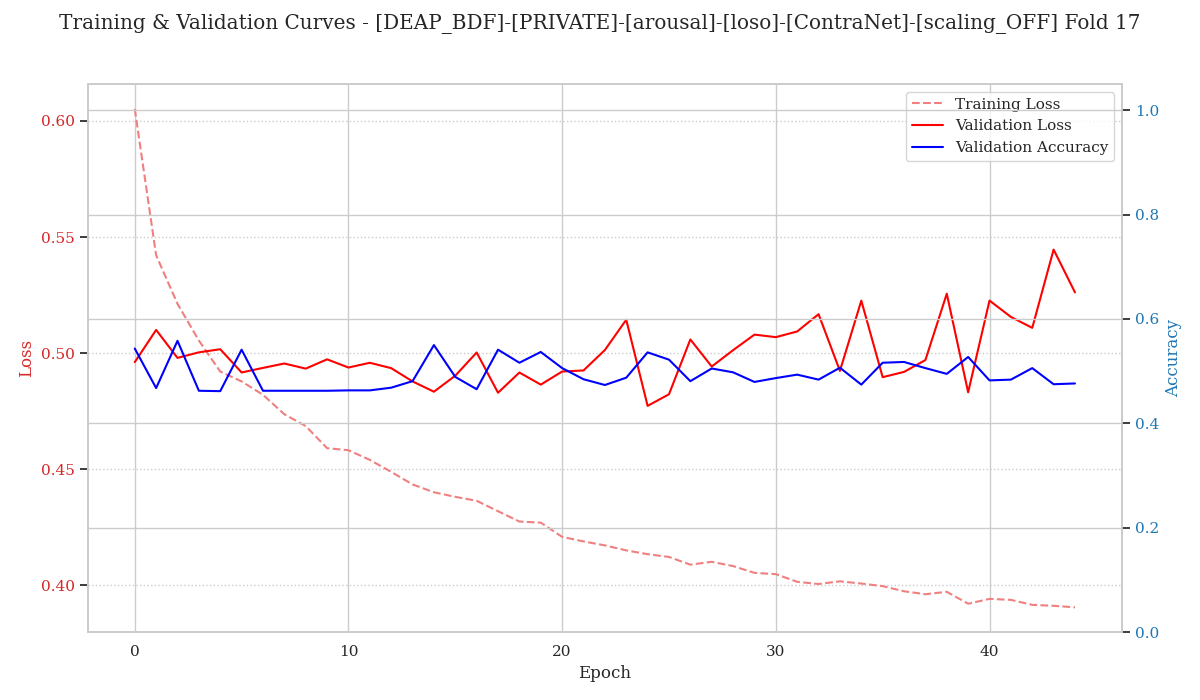 Training & Validation Curves - [DEAP_BDF]-[PRIVATE]-[arousal]-[loso]-[ContraNet]-[scaling_OFF] Fold 17
Training Loss
Validation Loss
Validation Accuracy
0.60
0.55
0.50
0.45
0.40
Loss
1.0
0.8
0.6
0.4
0.2
0.0
Accuracy
0
10
20
30
40
Epoch